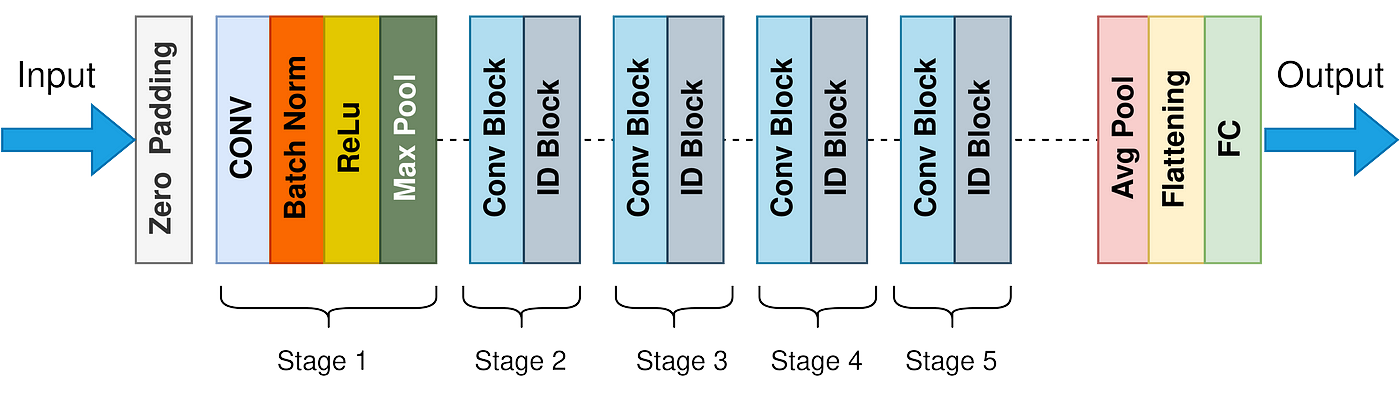 Input
Zero Padding
CONV
Batch Norm
ReLu
Max Pool
Conv Block
ID Block
Conv Block
ID Block
Conv Block
ID Block
Conv Block
ID Block
Avg Pool
Flattening
FC
Output
Stage 1
Stage 2
Stage 3
Stage 4
Stage 5